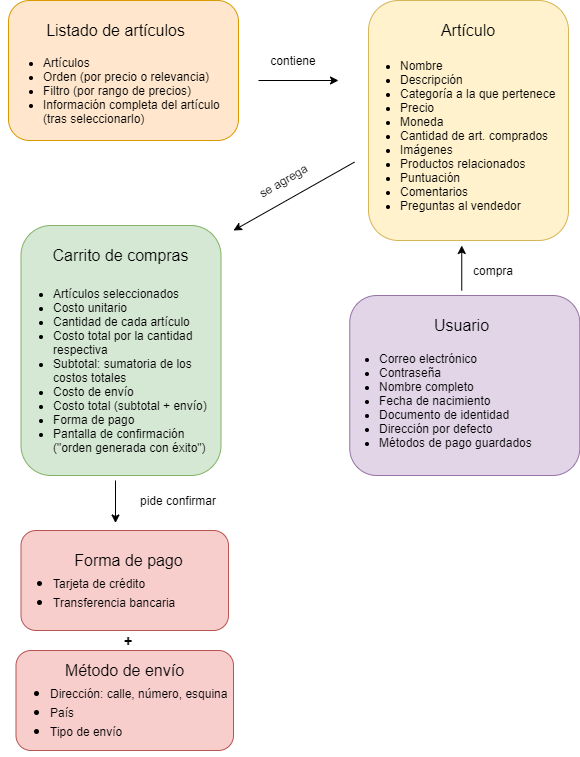 Listado de artículos
• Artículos
• Orden (por precio o relevancia)
• Filtro (por rango de precios)
• Información completa del artículo
(tras seleccionarlo)
contiene
Artículo
• Nombre
• Descripción
• Categoría a la que pertenece
• Precio
• Moneda
• Cantidad de art. comprados
• Imágenes
• Productos relacionados
• Puntuación
• Comentarios
• Preguntas al vendedor
se agrega
Carrito de compras
• Artículos seleccionados
• Costo unitario
• Cantidad de cada artículo
• Costo total por la cantidad
respectiva
• Subtotal: sumatoria de los
costos totales
• Costo de envío
• Costo total (subtotal + envío)
• Forma de pago
• Pantalla de confirmación
("orden generada con éxito")
compra
Usuario
• Correo electrónico
• Contraseña
• Nombre completo
• Fecha de nacimiento
• Documento de identidad
• Dirección por defecto
• Métodos de pago guardados
pide confirmar
Forma de pago
• Tarjeta de crédito
• Transferencia bancaria
+
Método de envío
• Dirección: calle, número, esquina
• País
• Tipo de envío